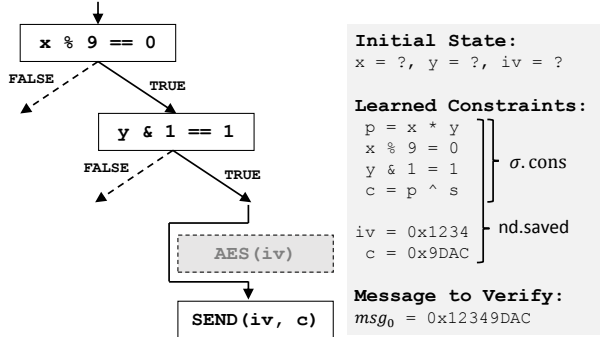 x % 9 == 0
FALSE
TRUE
y & 1 == 1
FALSE
TRUE
AES(iv)
SEND(iv, c)
Initial State:
x = ?, y = ?, iv = ?
Learned Constraints:
p = x * y
x % 9 = 0
y & 1 = 1
c = p ^ s
σ.cons
iv = 0x1234
c = 0x9DAC
nd.saved
Message to Verify:
msg₀ = 0x12349DAC